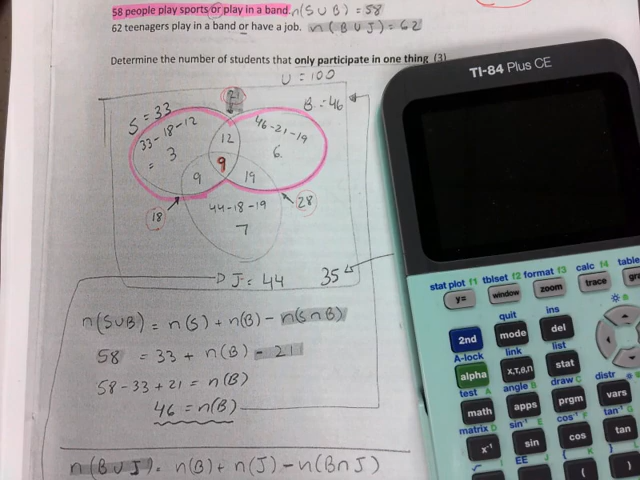 58 people play sports or play in a band. n(S∪B) = 58
62 teenagers play in a band or have a job. n(B∪J) = 62
Determine the number of students that only participate in one thing (3)
U = 100
21
S = 33
B = 46
33-18-12
= 3
12
46-21-19
6
9
9
19
18
28
44-18-19
7
J = 44
35
n(S∪B) = n(S) + n(B) - n(S∩B)
58 = 33 + n(B) - 21
58 - 33 + 21 = n(B)
46 = n(B)
n(B∪J) = n(B) + n(J) - n(B∩J)
TI-84 Plus CE
stat plot f1 tblset f2 format f3 calc f4 table
y= window zoom trace
quit ins
2nd mode del
A-lock link list
alpha X,T,θ,n stat
test A angle B draw C distr
math apps prgm vars
matrix D sin⁻¹ E cos⁻¹ F tan⁻¹ G
x⁻¹ sin cos tan
√ I EE J { K } L
( )